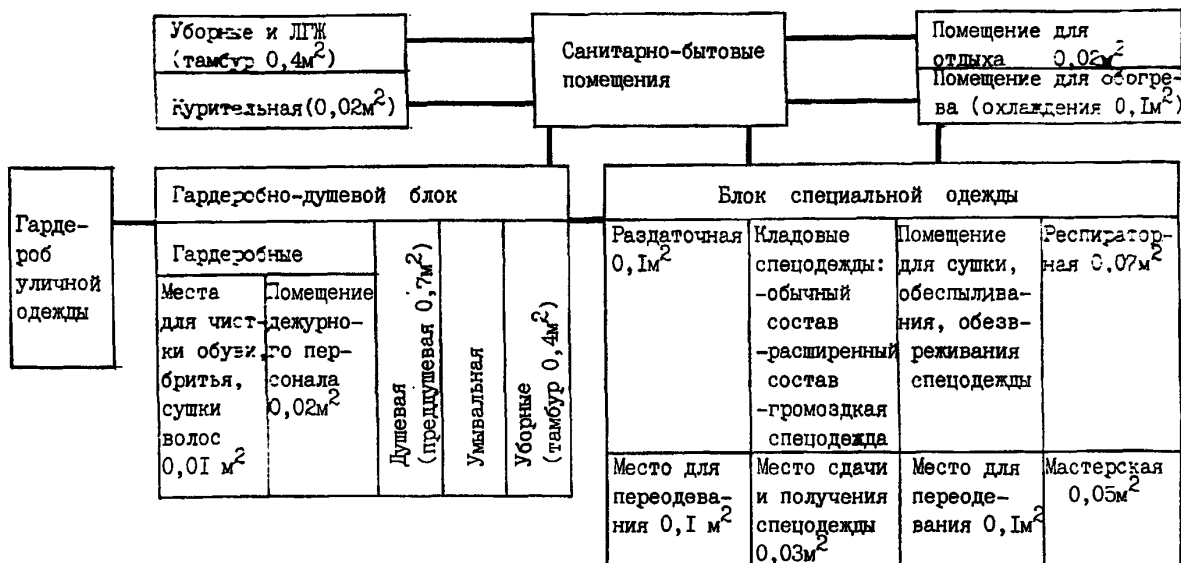 Уборные и ЛГЖ
(тамбур 0,4м²)
Курительная(0,02м²)
Санитарно-бытовые
помещения
Помещение для
отдыха 0,02м²
Помещение для обогре-
ва (охлаждения 0,1м²)
Гарде-
роб
уличной
одежды
Гардеробно-душевой блок
Гардеробные
Места
для чист-
ки обуви,
бритья,
сушки
волос
0,01 м²
Помещение
дежурно-
го пер-
сонала
0,02м²
Душевая
(преддушевая 0,7м²)
Умывальная
Уборные
(тамбур 0,4м²)
Блок специальной одежды
Раздаточная
0,1м²
Кладовые
спецодежды:
-обычный
состав
-расширенный
состав
-громоздкая
спецодежда
Помещение
для сушки,
обеспылива-
ния, обезв-
реживания
спецодежды
Респиратор-
ная 0,07м²
Место для
переодева-
ния 0,1 м²
Место сдачи
и получения
спецодежды
0,03м²
Место для
переоде-
вания 0,1м²
Мастерская
0,05м²